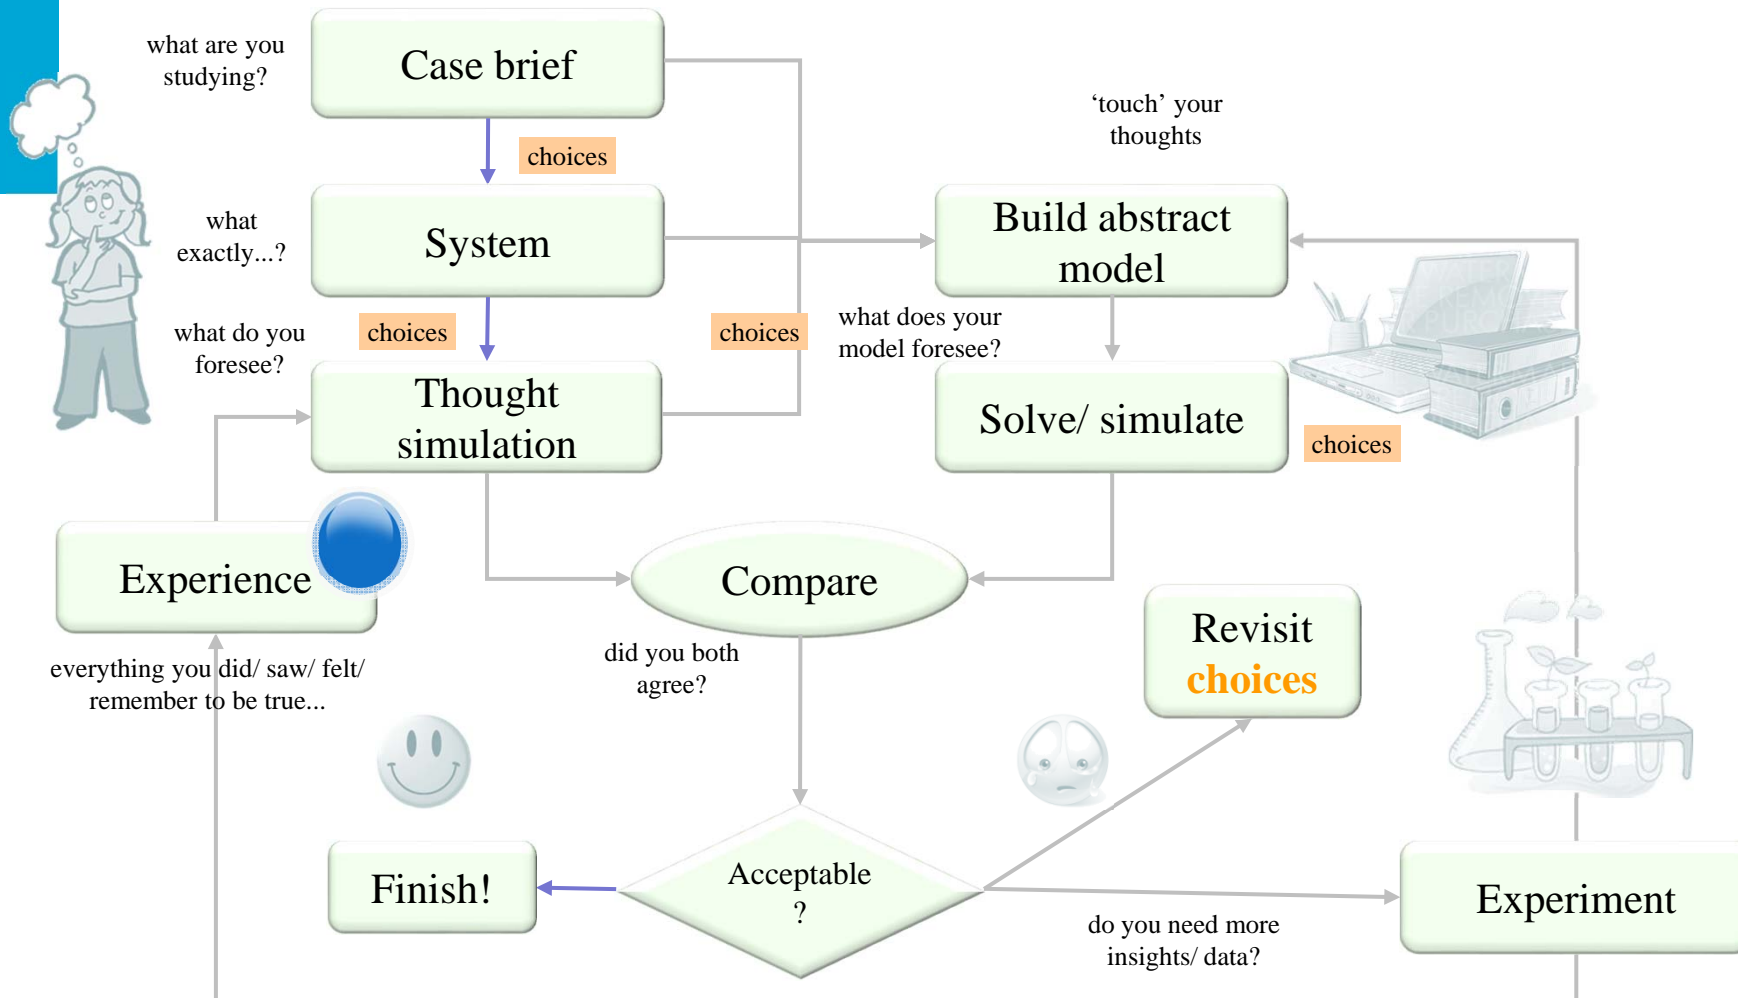 what are you
studying?
Case brief
‘touch’ your
thoughts
choices
what
exactly...?
System
Build abstract
model
what do you
foresee?
choices
choices
what does your
model foresee?
Thought
simulation
Solve/ simulate
choices
Experience
Compare
Revisit
choices
everything you did/ saw/ felt/
remember to be true...
did you both
agree?
Finish!
Acceptable
?
Experiment
do you need more
insights/ data?